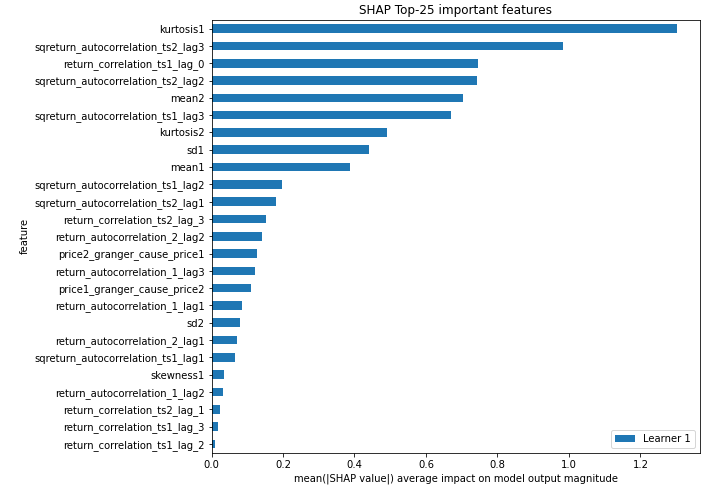 SHAP Top-25 important features
feature
kurtosis1
sqreturn_autocorrelation_ts2_lag3
return_correlation_ts1_lag_0
sqreturn_autocorrelation_ts2_lag2
mean2
sqreturn_autocorrelation_ts1_lag3
kurtosis2
sd1
mean1
sqreturn_autocorrelation_ts1_lag2
sqreturn_autocorrelation_ts2_lag1
return_correlation_ts2_lag_3
return_autocorrelation_2_lag2
price2_granger_cause_price1
return_autocorrelation_1_lag3
price1_granger_cause_price2
return_autocorrelation_1_lag1
sd2
return_autocorrelation_2_lag1
sqreturn_autocorrelation_ts1_lag1
skewness1
return_autocorrelation_1_lag2
return_correlation_ts2_lag_1
return_correlation_ts1_lag_3
return_correlation_ts1_lag_2
Learner 1
0.0 0.2 0.4 0.6 0.8 1.0 1.2
mean(|SHAP value|) average impact on model output magnitude